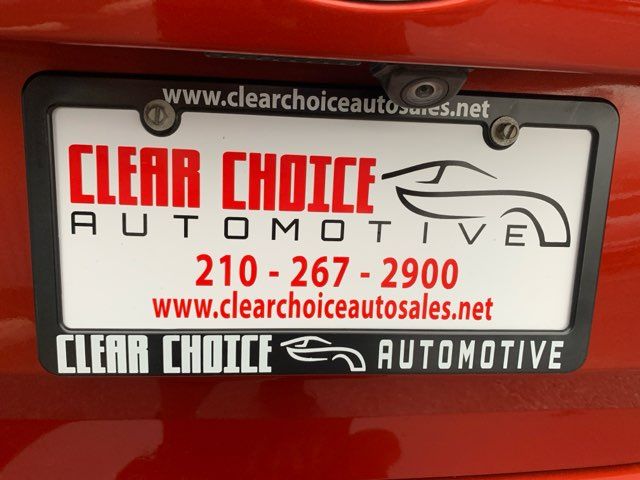 www.clearchoiceautosales.net
CLEAR CHOICE
AUTOMOTIVE
210 - 267 - 2900
www.clearchoiceautosales.net
CLEAR CHOICE AUTOMOTIVE